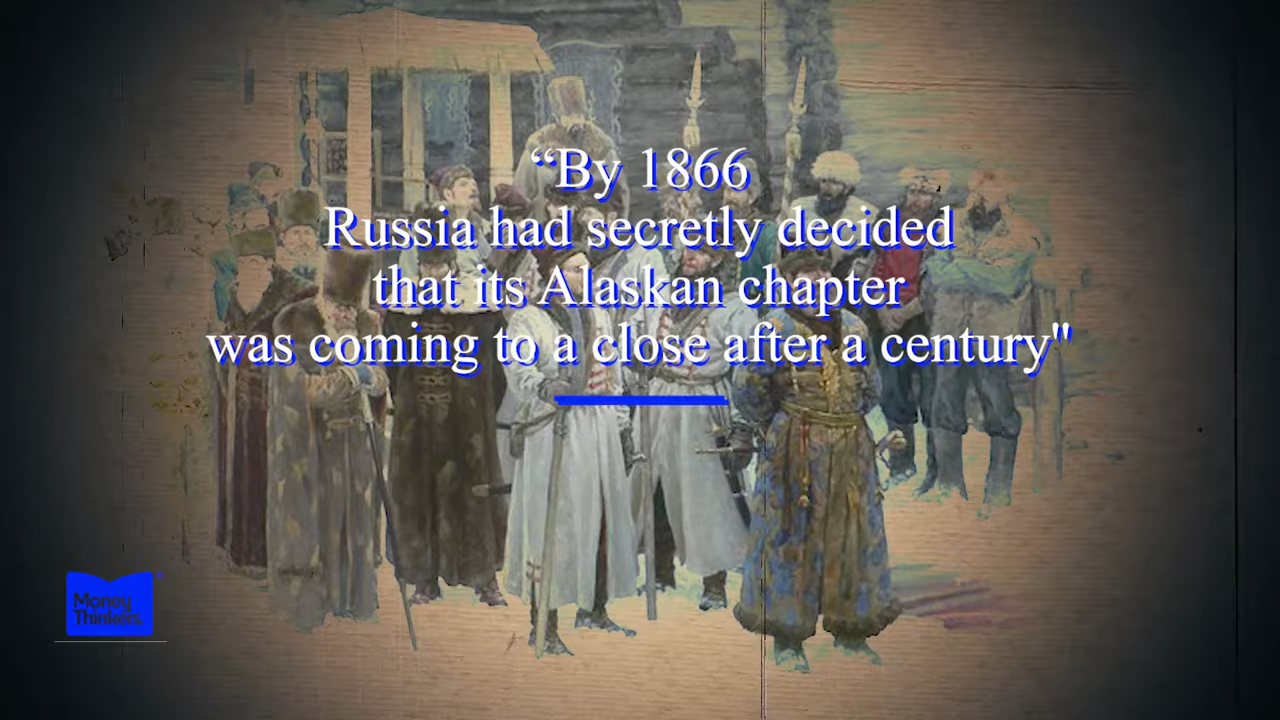 “By 1866
Russia had secretly decided
that its Alaskan chapter
was coming to a close after a century"
Money
Thinkers.